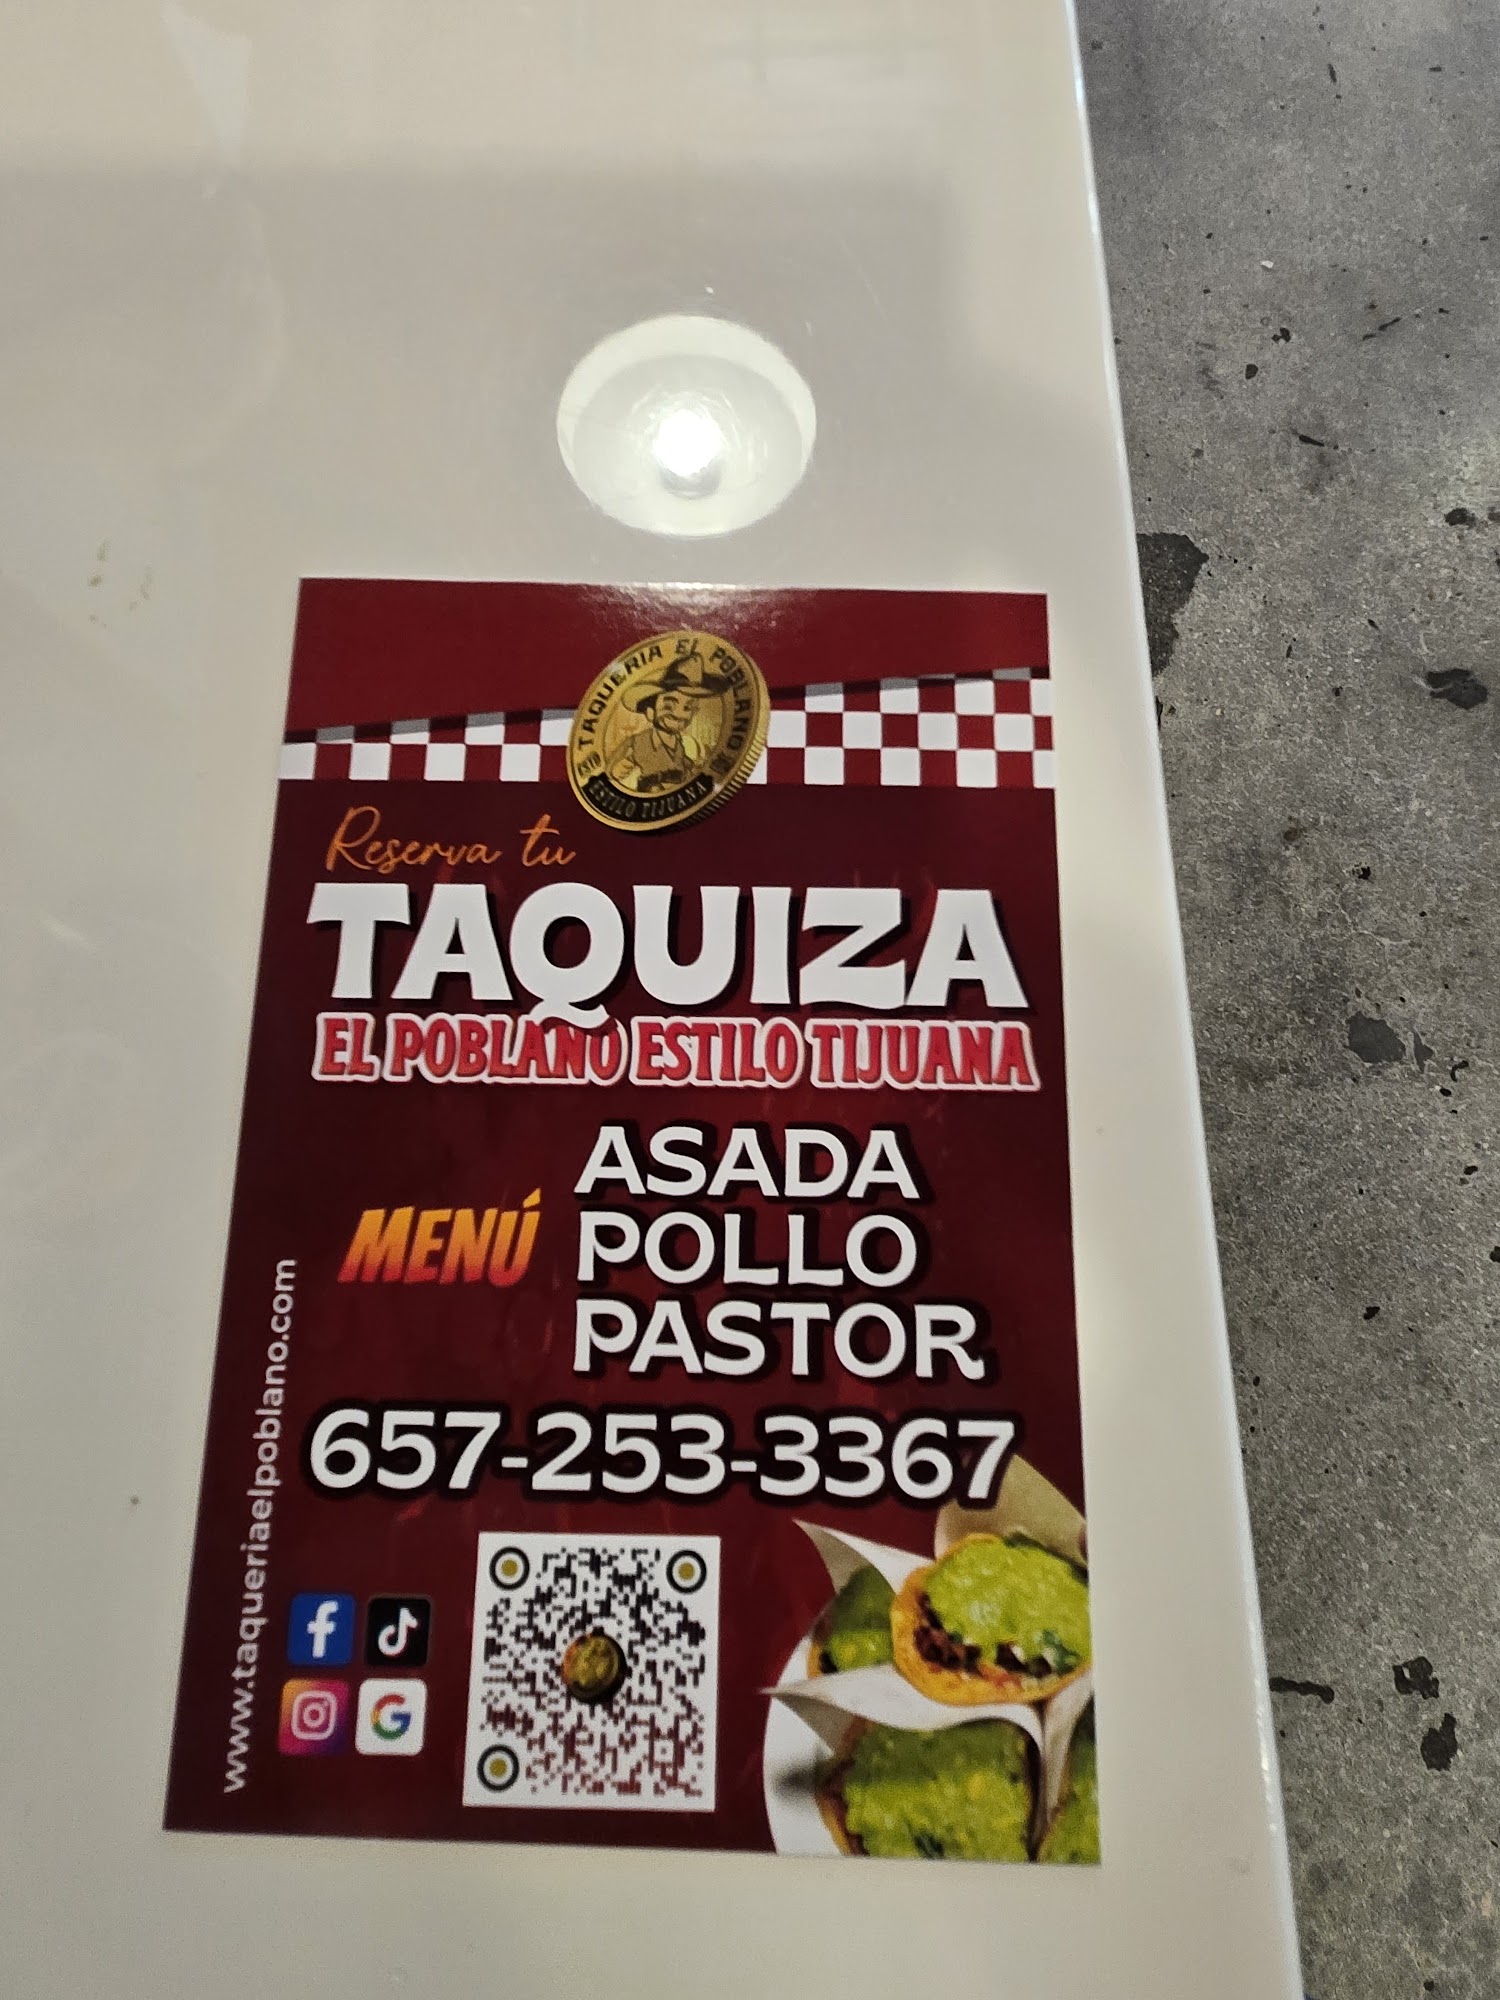 TAQUERIA EL POBLANO
ESTD
ESTILO TIJUANA
Reserva tu
TAQUIZA
EL POBLANO ESTILO TIJUANA
MENÚ
ASADA
POLLO
PASTOR
657-253-3367
www.taqueriaelpoblano.com